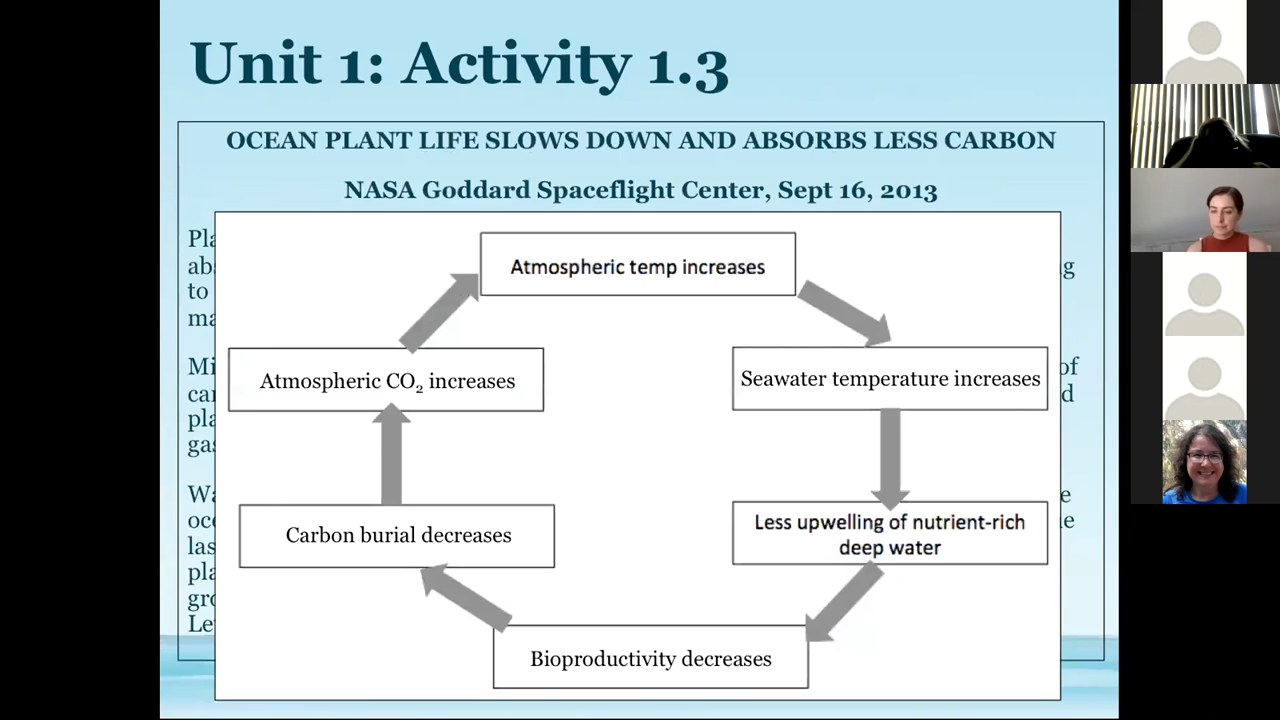 Unit 1: Activity 1.3
OCEAN PLANT LIFE SLOWS DOWN AND ABSORBS LESS CARBON
NASA Goddard Spaceflight Center, Sept 16, 2013
Atmospheric temp increases
Atmospheric CO₂ increases
Seawater temperature increases
Less upwelling of nutrient-rich
deep water
Carbon burial decreases
Bioproductivity decreases
to
of